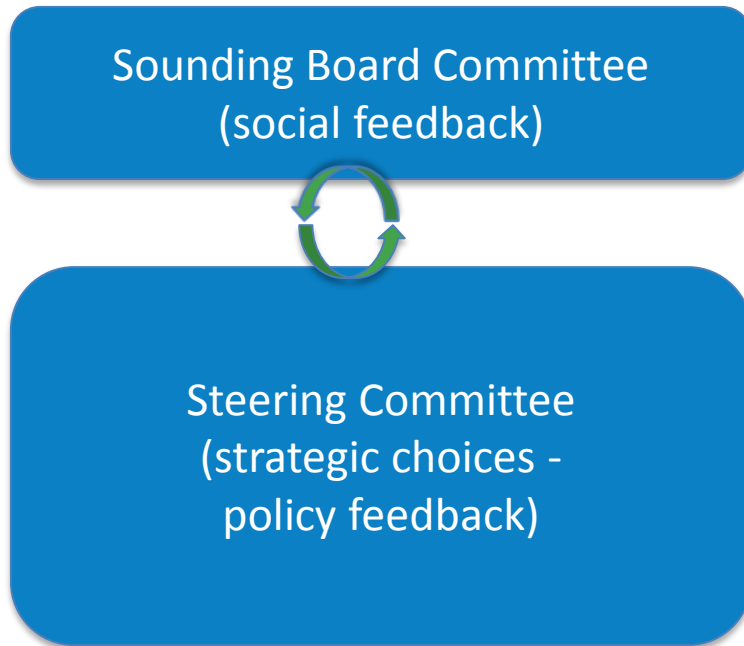 Sounding Board Committee
(social feedback)
Steering Committee
(strategic choices -
policy feedback)